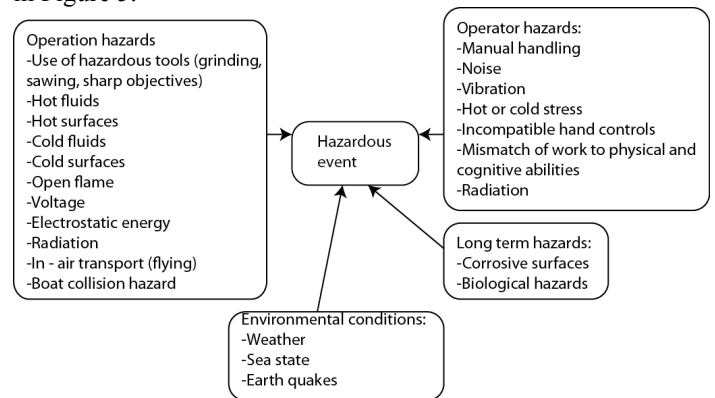 in Figure 5.
Operation hazards
-Use of hazardous tools (grinding,
sawing, sharp objectives)
-Hot fluids
-Hot surfaces
-Cold fluids
-Cold surfaces
-Open flame
-Voltage
-Electrostatic energy
-Radiation
-In - air transport (flying)
-Boat collision hazard
Hazardous
event
Operator hazards:
-Manual handling
-Noise
-Vibration
-Hot or cold stress
-Incompatible hand controls
-Mismatch of work to physical and
cognitive abilities
-Radiation
Long term hazards:
-Corrosive surfaces
-Biological hazards
Environmental conditions:
-Weather
-Sea state
-Earth quakes